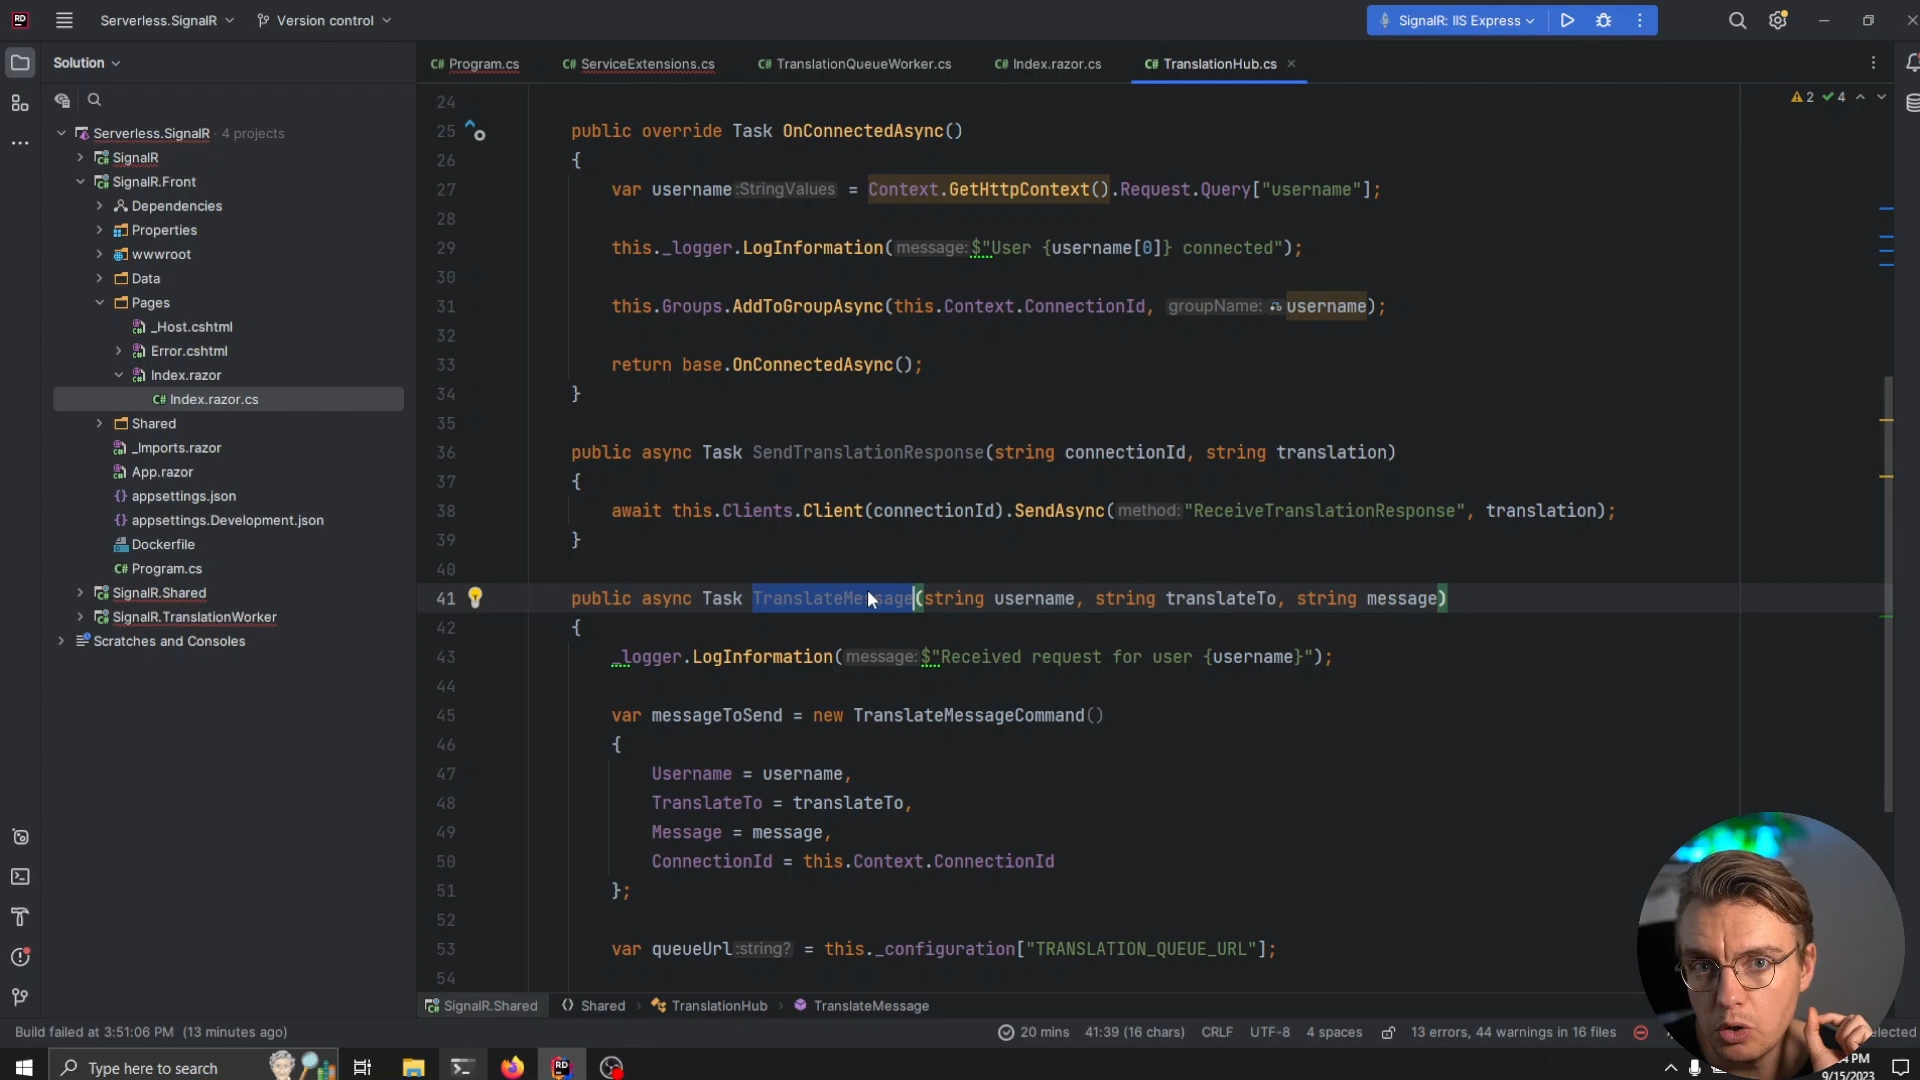 Serverless.SignalR
Version control
SignalR: IIS Express
Solution
C# Program.cs
C# ServiceExtensions.cs
C# TranslationQueueWorker.cs
C# Index.razor.cs
C# TranslationHub.cs
2
4
Serverless.SignalR · 4 projects
SignalR
SignalR.Front
Dependencies
Properties
wwwroot
Data
Pages
_Host.cshtml
Error.cshtml
Index.razor
C# Index.razor.cs
Shared
_Imports.razor
App.razor
appsettings.json
appsettings.Development.json
Dockerfile
C# Program.cs
SignalR.Shared
SignalR.TranslationWorker
Scratches and Consoles
24
25 public override Task OnConnectedAsync()
26 {
27 var username :StringValues = Context.GetHttpContext().Request.Query["username"];
28
29 this._logger.LogInformation( message: $"User {username[0]} connected");
30
31 this.Groups.AddToGroupAsync(this.Context.ConnectionId, groupName: username);
32
33 return base.OnConnectedAsync();
34 }
35
36 public async Task SendTranslationResponse(string connectionId, string translation)
37 {
38 await this.Clients.Client(connectionId).SendAsync( method: "ReceiveTranslationResponse", translation);
39 }
40
41 public async Task TranslateMessage(string username, string translateTo, string message)
42 {
43 _logger.LogInformation( message: $"Received request for user {username}");
44
45 var messageToSend = new TranslateMessageCommand()
46 {
47 Username = username,
48 TranslateTo = translateTo,
49 Message = message,
50 ConnectionId = this.Context.ConnectionId
51 };
52
53 var queueUrl :string? = this._configuration["TRANSLATION_QUEUE_URL"];
54
SignalR.Shared
Shared
TranslationHub
TranslateMessage
Build failed at 3:51:06 PM (13 minutes ago)
20 mins
41:39 (16 chars)
CRLF
UTF-8
4 spaces
13 errors, 44 warnings in 16 files
Type here to search
PM
9/15/2023